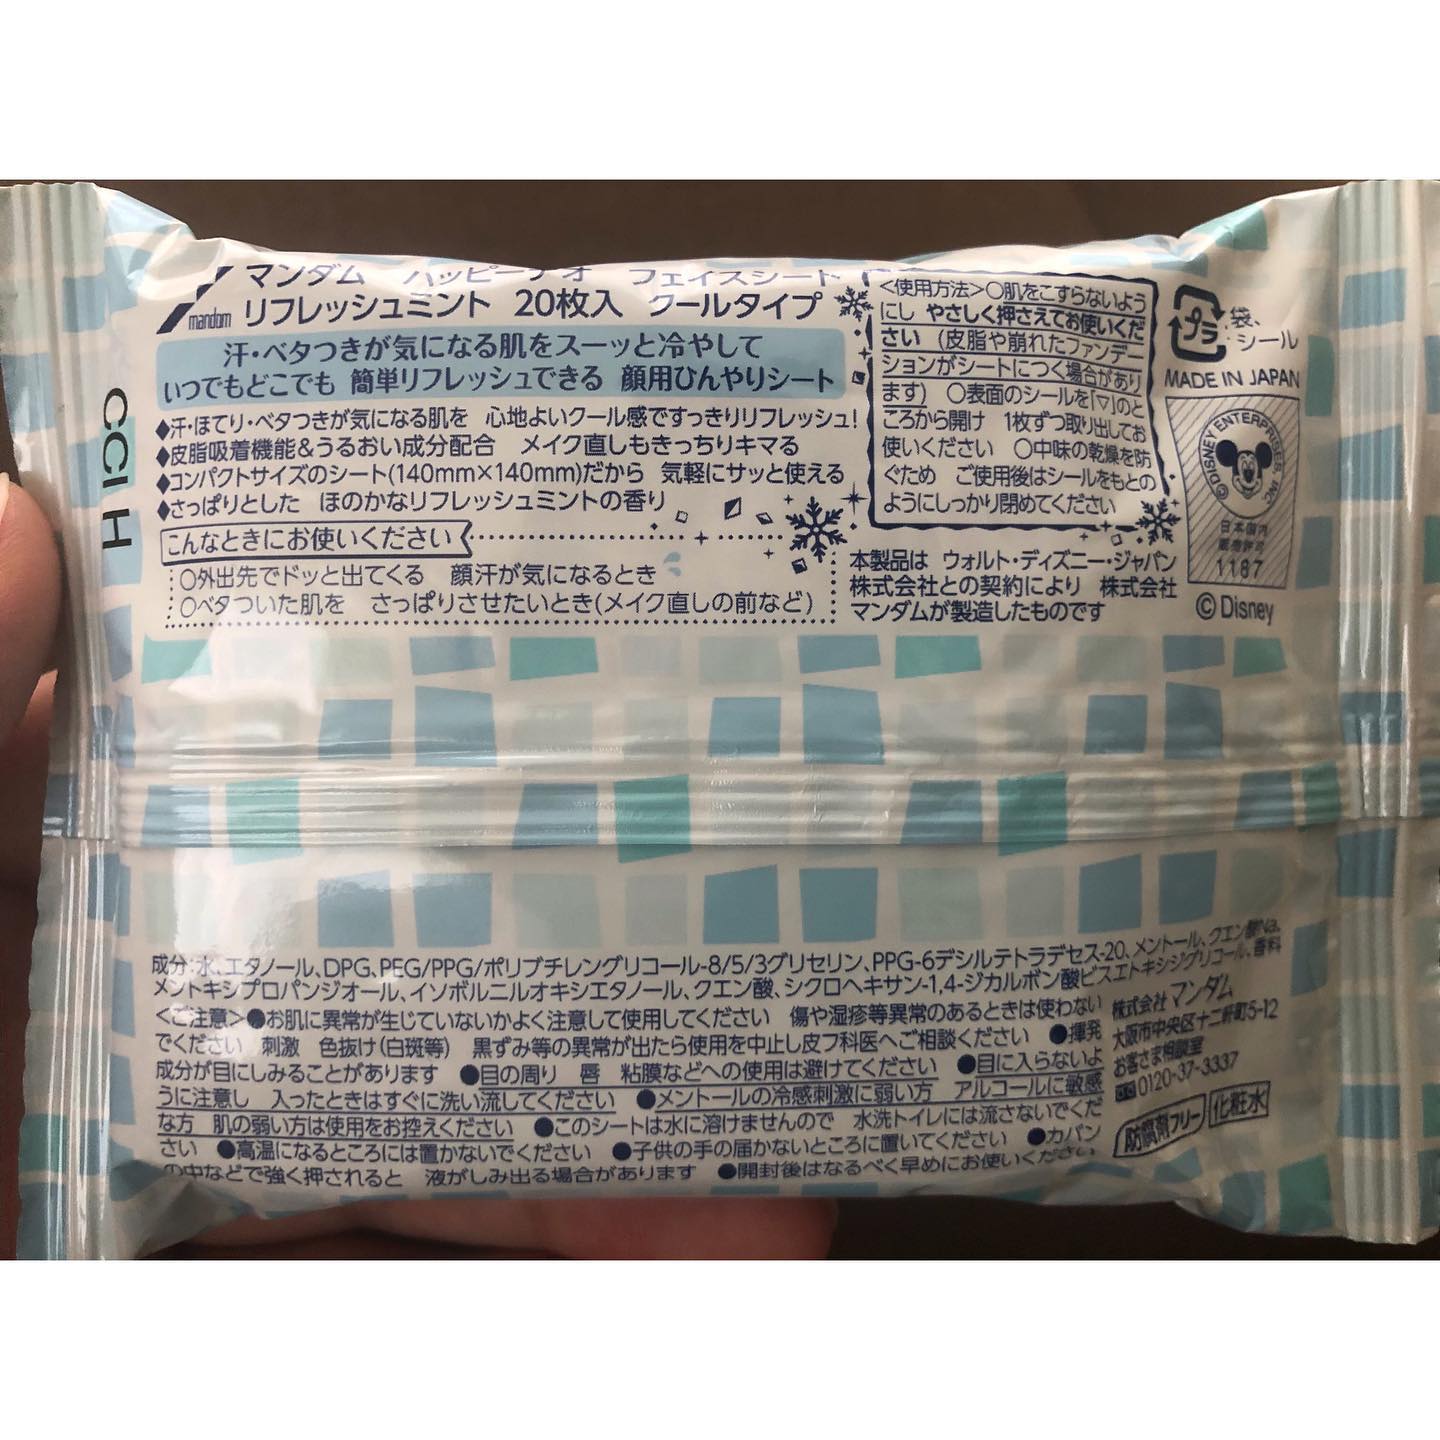 CCI H
mandom
マンダム ハッピーデオ フェイスシート
リフレッシュミント 20枚入 クールタイプ
汗・ベタつきが気になる肌をスーッと冷やして
いつでもどこでも 簡単リフレッシュできる 顔用ひんやりシート
◆汗・ほてり・ベタつきが気になる肌を 心地よいクール感ですっきりリフレッシュ!
◆皮脂吸着機能&うるおい成分配合 メイク直しもきっちりキマる
◆コンパクトサイズのシート(140mm×140mm)だから 気軽にサッと使える
◆さっぱりとした ほのかなリフレッシュミントの香り
こんなときにお使いください
○外出先でドッと出てくる 顔汗が気になるとき
○ベタついた肌を さっぱりさせたいとき(メイク直しの前など)
<使用方法>○肌をこすらないよう
にし やさしく押さえてお使いくだ
さい (皮脂や崩れたファンデー
ションがシートにつく場合があり
ます) ○表面のシールを[▽]のと
ころから開け 1枚ずつ取り出してお
使いください ○中味の乾燥を防
ぐため ご使用後はシールをもとの
ようにしっかり閉めてください
本製品は ウォルト・ディズニー・ジャパン
株式会社との契約により 株式会社
マンダムが製造したものです
プラ
袋、
シール
MADE IN JAPAN
©DISNEY ENTERPRISES, INC
日本国内
販売許可
1187
©Disney
成分:水、エタノール、DPG、PEG/PPG/ポリブチレングリコール-8/5/3グリセリン、PPG-6デシルテトラデセス-20、メントール、クエン酸Na、
メントキシプロパンジオール、イソボルニルオキシエタノール、クエン酸、シクロヘキサン-1,4-ジカルボン酸ビスエトキシジグリコール、香料
<ご注意>●お肌に異常が生じていないかよく注意して使用してください 傷や湿疹等異常のあるときは使わない
でください 刺激 色抜け(白斑等) 黒ずみ等の異常が出たら使用を中止し皮フ科医へご相談ください ●揮発
成分が目にしみることがあります ●目の周り 唇 粘膜などへの使用は避けてください ●目に入らないよ
うに注意し 入ったときはすぐに洗い流してください ●メントールの冷感刺激に弱い方 アルコールに敏感
な方 肌の弱い方は使用をお控えください ●このシートは水に溶けませんので 水洗トイレには流さないでくだ
さい ●高温になるところには置かないでください ●子供の手の届かないところに置いてください ●カバン
の中などで強く押されると 液がしみ出る場合があります ●開封後はなるべく早めにお使いください
株式会社 マンダム
大阪市中央区十二軒町5-12
お客さま相談室
0120-37-3337
防腐剤フリー 化粧水